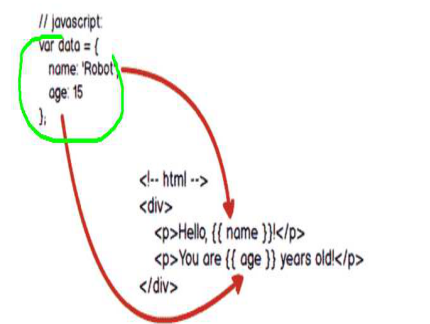 // javascript:
var data = {
name: 'Robot',
age: 15
};
<!-- html -->
<div>
<p>Hello, {{ name }}!</p>
<p>You are {{ age }} years old!</p>
</div>